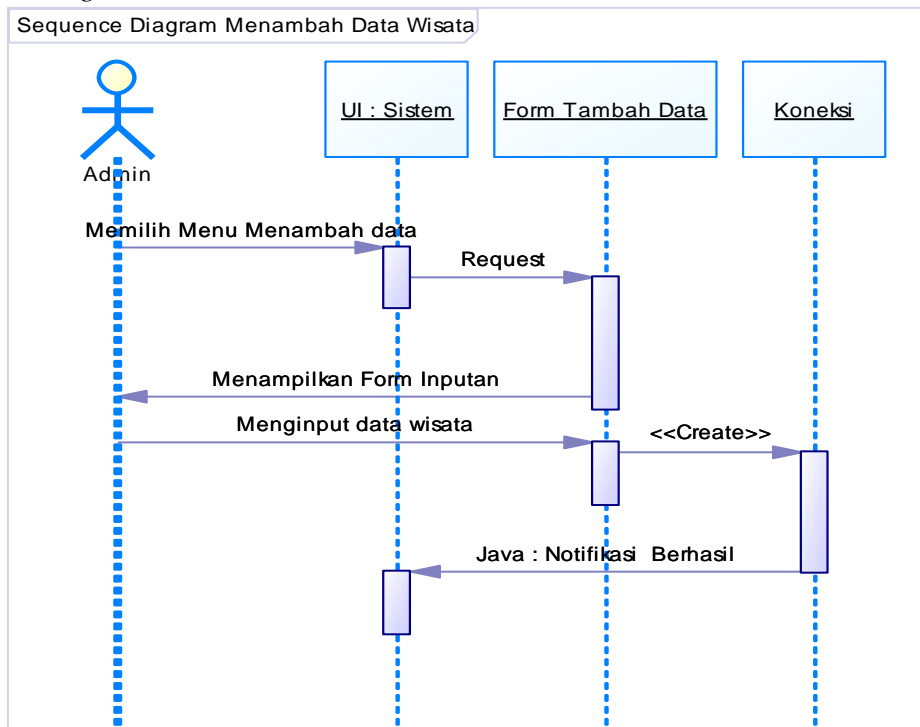 Sequence Diagram Menambah Data Wisata
UI : Sistem
Form Tambah Data
Koneksi
Admin
Memilih Menu Menambah data
Request
Menampilkan Form Inputan
Menginput data wisata
<<Create>>
Java : Notifikasi Berhasil